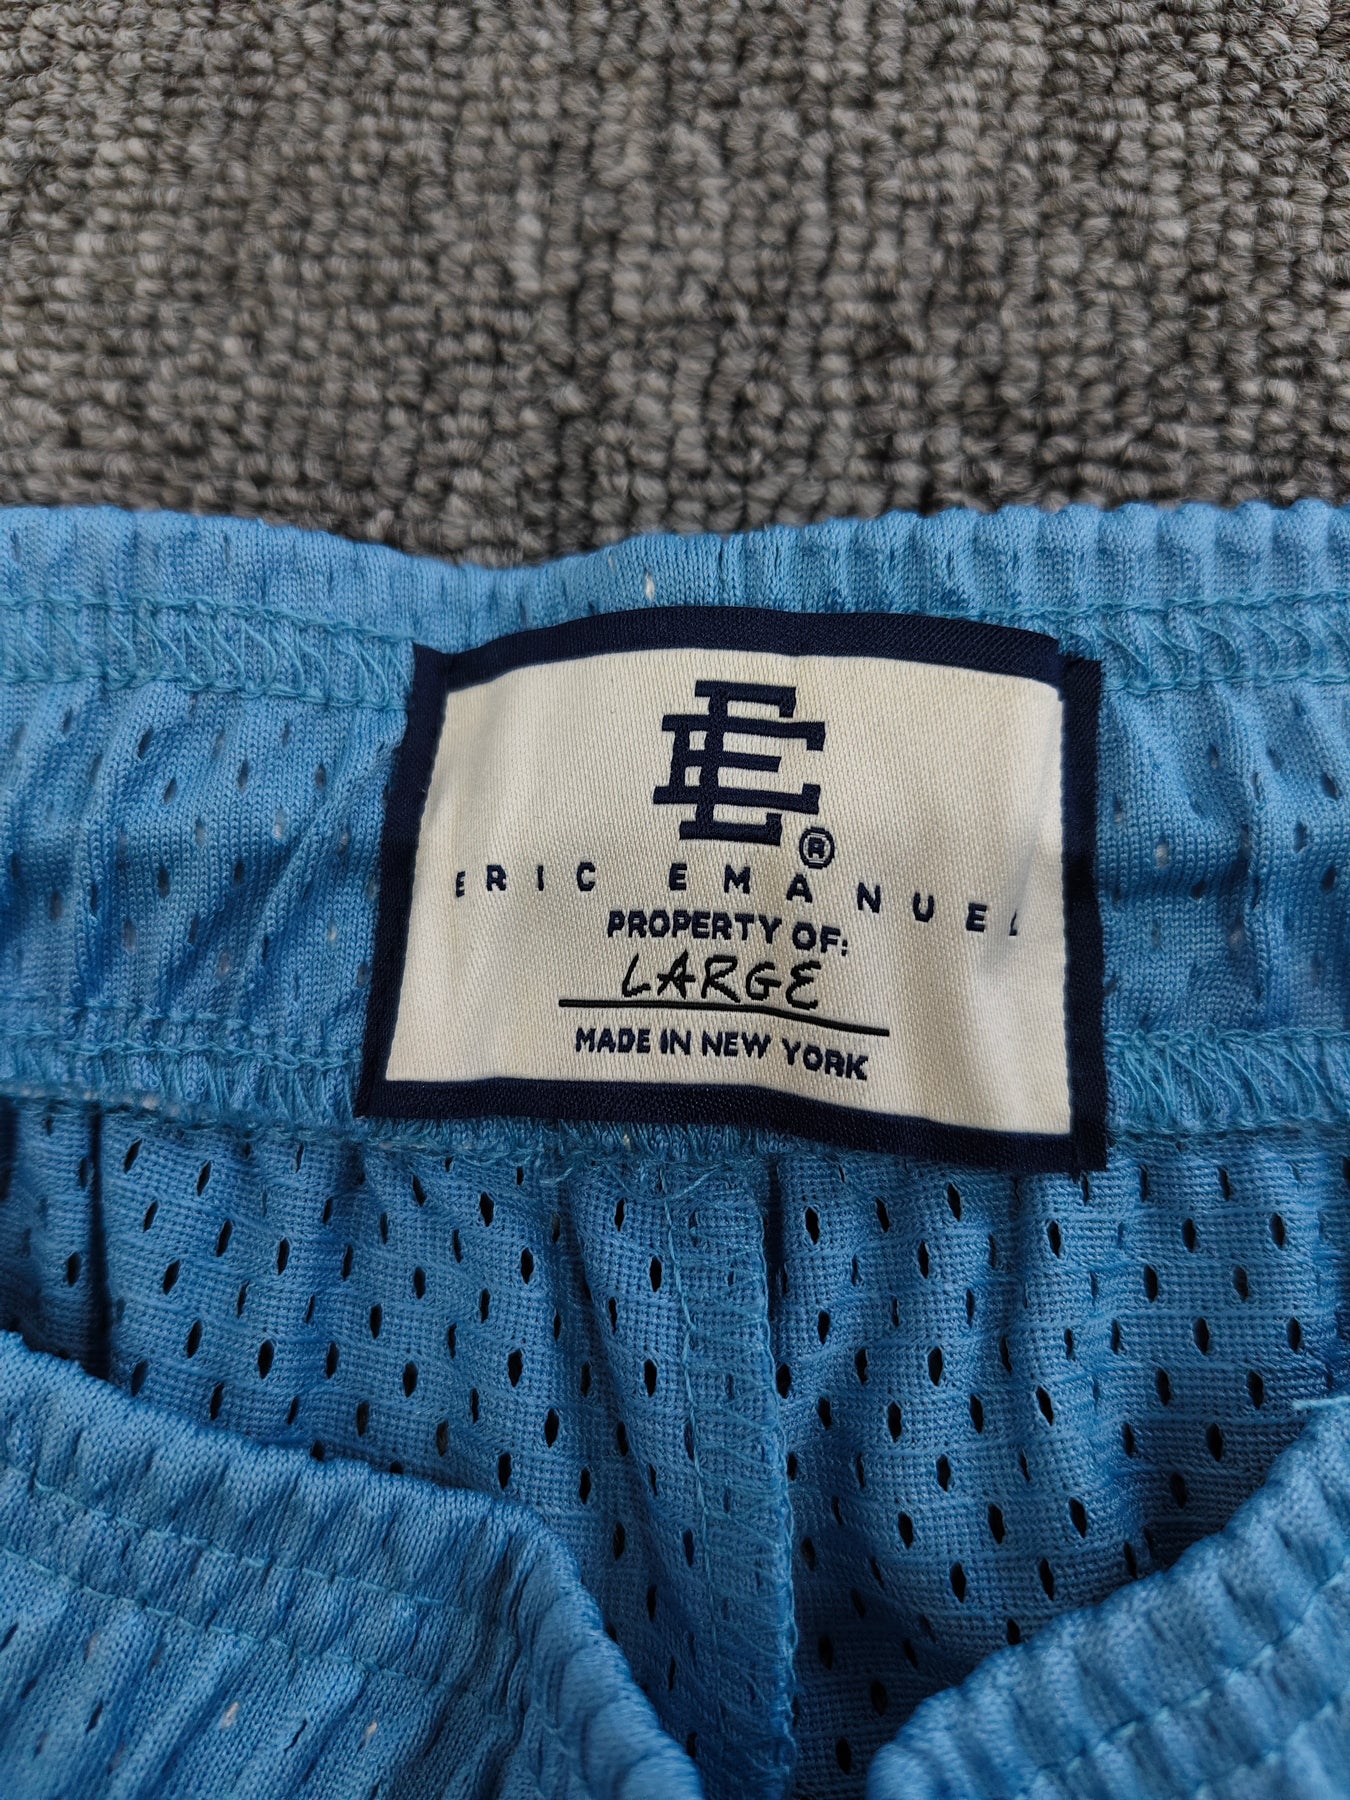 EE
®
ERIC EMANUEL
PROPERTY OF:
LARGE
MADE IN NEW YORK